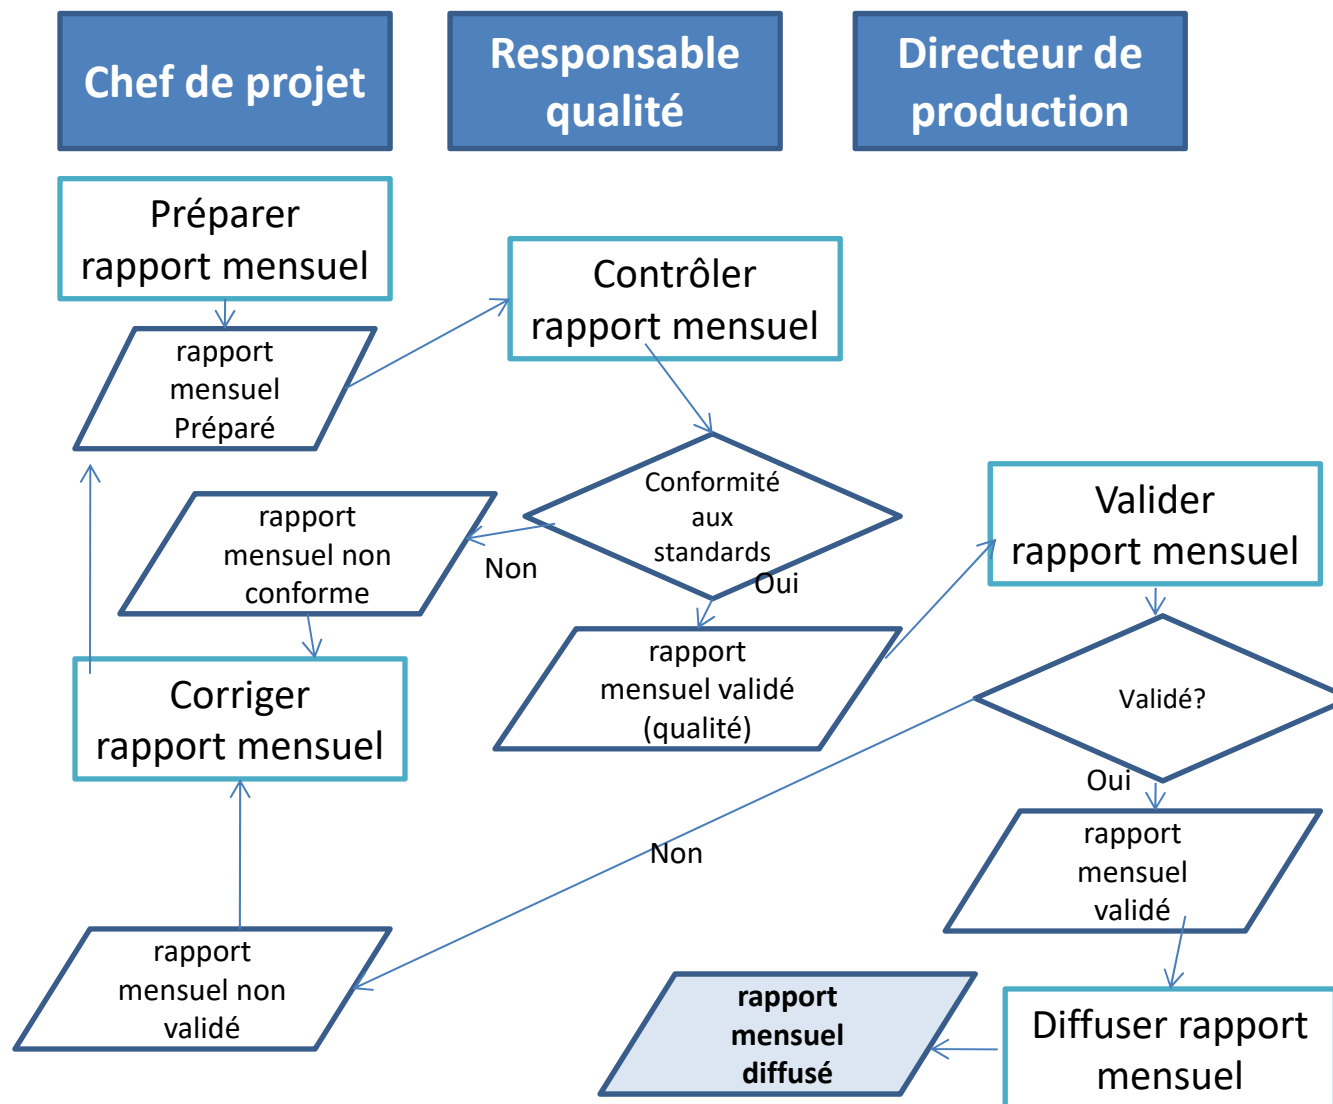 Chef de projet
Responsable
qualité
Directeur de
production
Préparer
rapport mensuel
rapport
mensuel
Préparé
Contrôler
rapport mensuel
Conformité
aux
standards
Non
Oui
rapport
mensuel non
conforme
Corriger
rapport mensuel
rapport
mensuel validé
(qualité)
Valider
rapport mensuel
Validé?
Oui
Non
rapport
mensuel
validé
rapport
mensuel non
validé
Diffuser rapport
mensuel
rapport
mensuel
diffusé